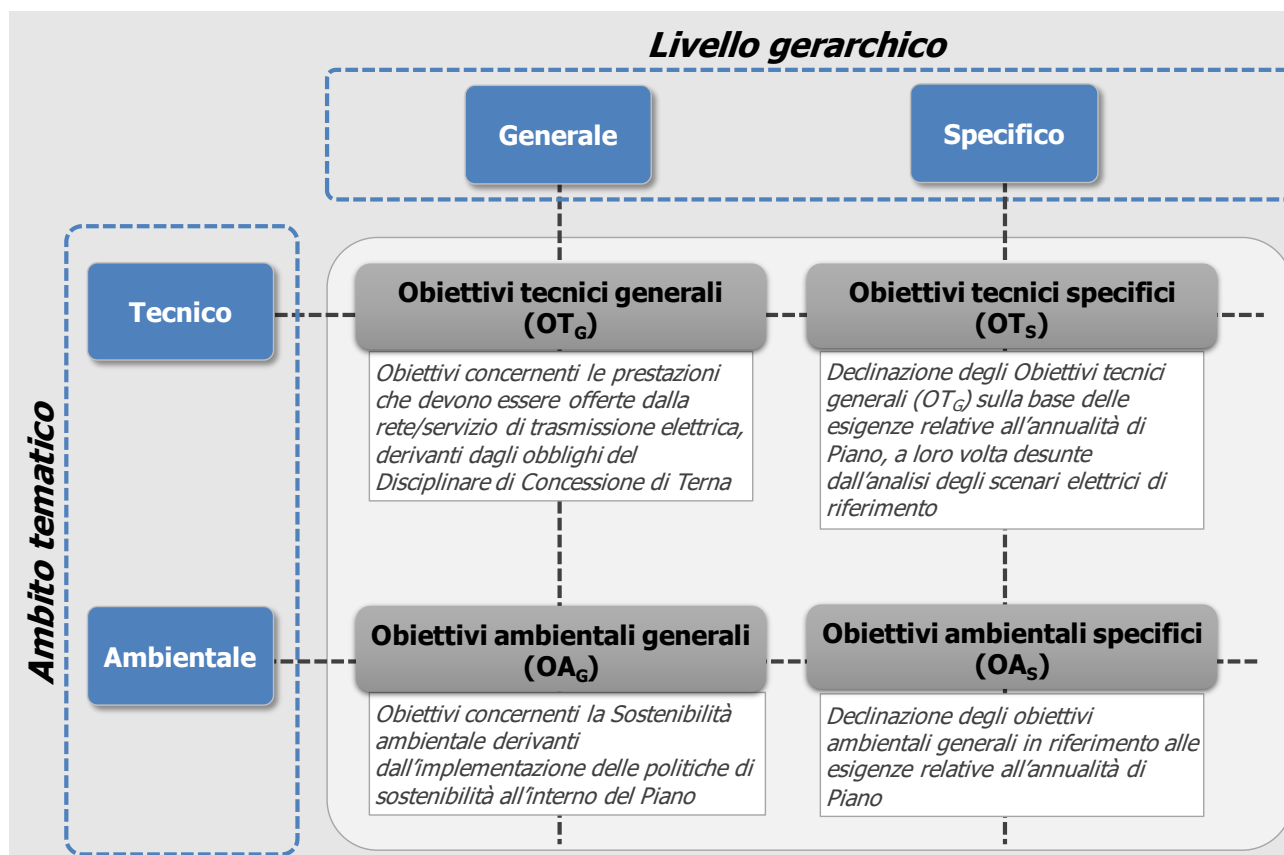 Livello gerarchico
Generale
Specifico
Ambito tematico
Tecnico
Obiettivi tecnici generali
(OTG)
Obiettivi concernenti le prestazioni
che devono essere offerte dalla
rete/servizio di trasmissione elettrica,
derivanti dagli obblighi del
Disciplinare di Concessione di Terna
Obiettivi tecnici specifici
(OTS)
Declinazione degli Obiettivi tecnici
generali (OTG) sulla base delle
esigenze relative all’annualità di
Piano, a loro volta desunte
dall’analisi degli scenari elettrici di
riferimento
Ambientale
Obiettivi ambientali generali
(OAG)
Obiettivi concernenti la Sostenibilità
ambientale derivanti
dall’implementazione delle politiche di
sostenibilità all’interno del Piano
Obiettivi ambientali specifici
(OAS)
Declinazione degli obiettivi
ambientali generali in riferimento alle
esigenze relative all’annualità di
Piano